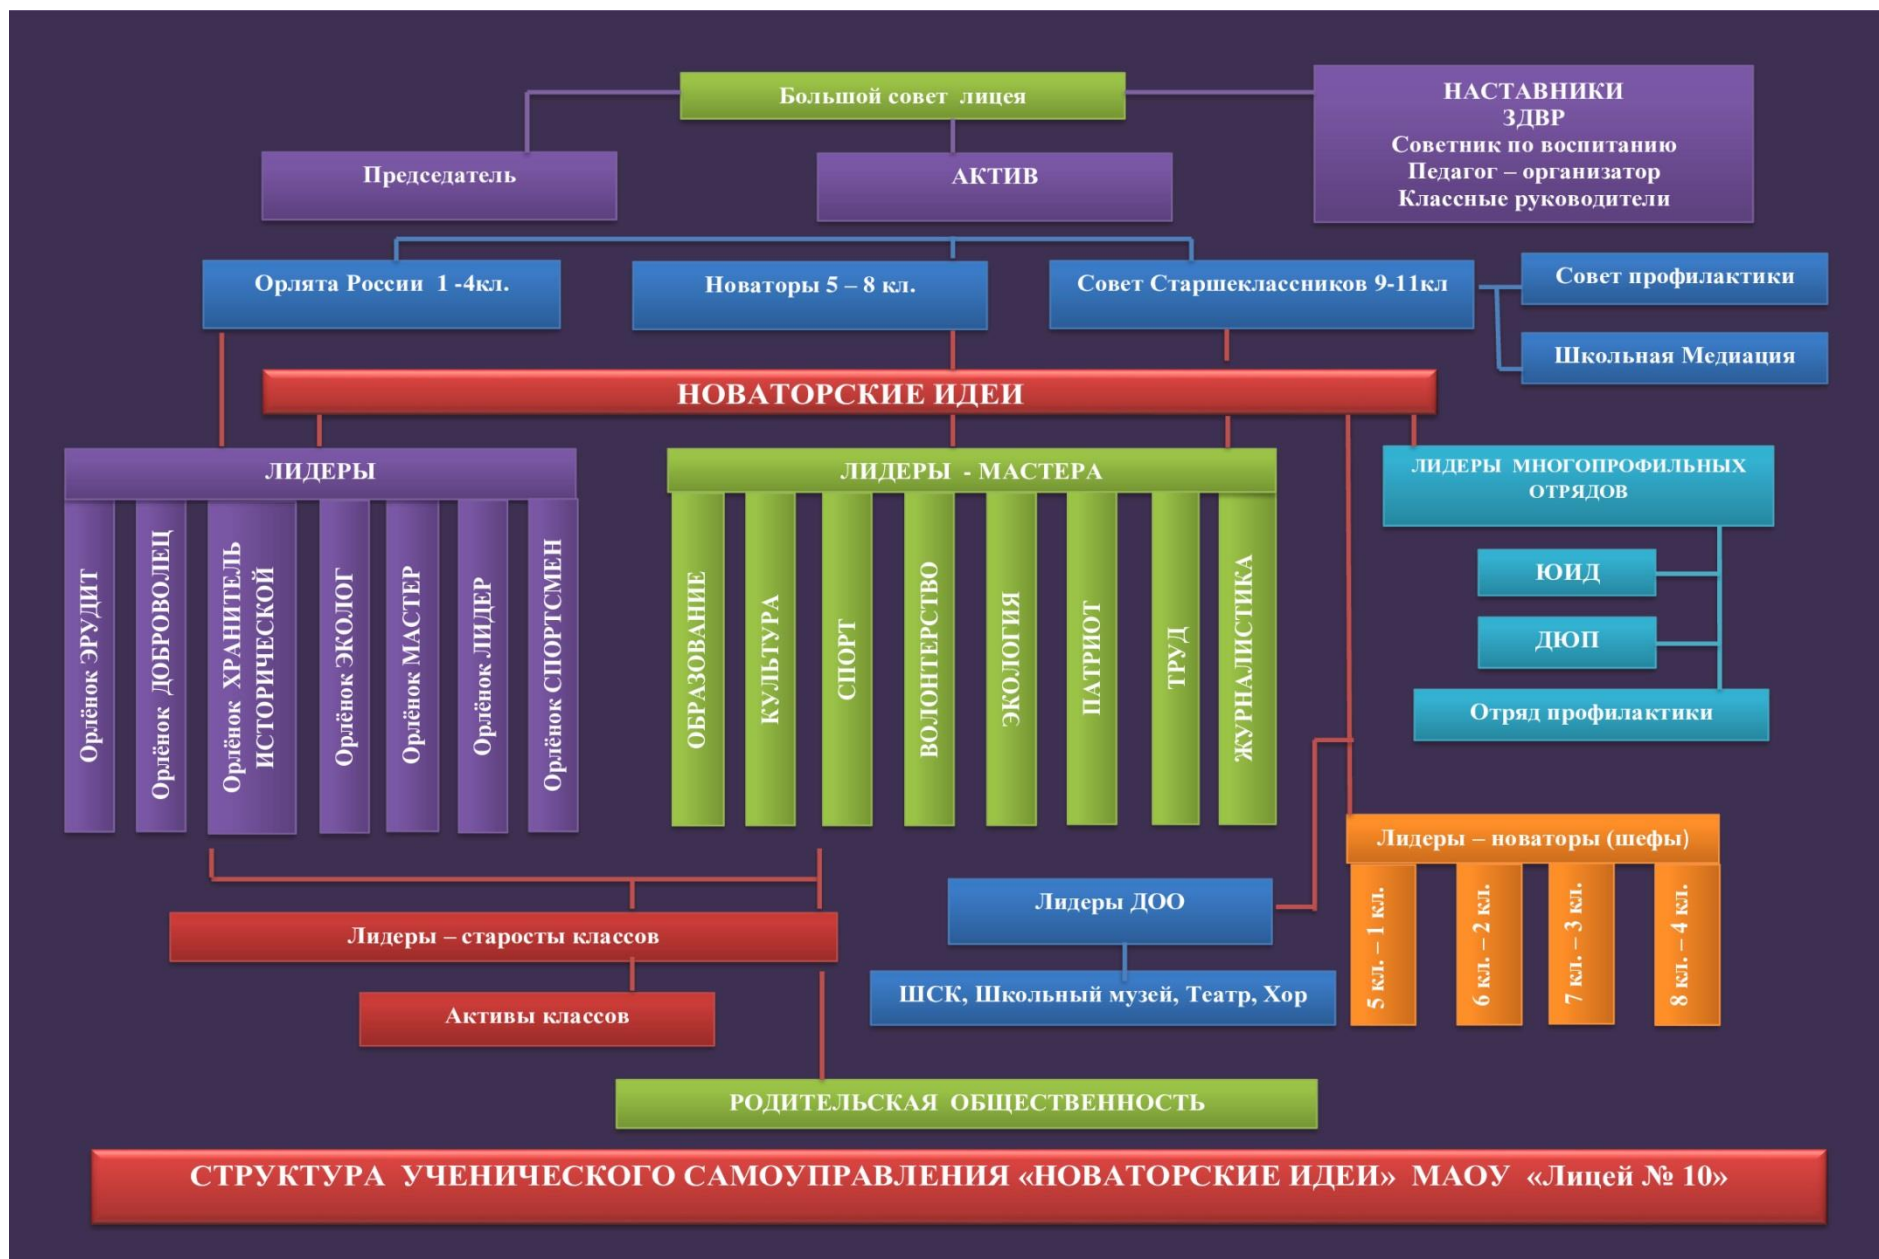 Большой совет лицея
НАСТАВНИКИ
ЗДВР
Советник по воспитанию
Педагог – организатор
Классные руководители
Председатель
АКТИВ
Орлята России 1 -4кл.
Новаторы 5 – 8 кл.
Совет Старшеклассников 9-11кл
Совет профилактики
Школьная Медиация
НОВАТОРСКИЕ ИДЕИ
ЛИДЕРЫ
Орлёнок ЭРУДИТ
Орлёнок ДОБРОВОЛЕЦ
Орлёнок ХРАНИТЕЛЬ
ИСТОРИЧЕСКОЙ
Орлёнок ЭКОЛОГ
Орлёнок МАСТЕР
Орлёнок ЛИДЕР
Орлёнок СПОРТСМЕН
ЛИДЕРЫ - МАСТЕРА
ОБРАЗОВАНИЕ
КУЛЬТУРА
СПОРТ
ВОЛОНТЕРСТВО
ЭКОЛОГИЯ
ПАТРИОТ
ТРУД
ЖУРНАЛИСТИКА
ЛИДЕРЫ МНОГОПРОФИЛЬНЫХ
ОТРЯДОВ
ЮИД
ДЮП
Отряд профилактики
Лидеры – новаторы (шефы)
5 кл. – 1 кл.
6 кл. – 2 кл.
7 кл. – 3 кл.
8 кл. – 4 кл.
Лидеры ДОО
ШСК, Школьный музей, Театр, Хор
Лидеры – старосты классов
Активы классов
РОДИТЕЛЬСКАЯ ОБЩЕСТВЕННОСТЬ
СТРУКТУРА УЧЕНИЧЕСКОГО САМОУПРАВЛЕНИЯ «НОВАТОРСКИЕ ИДЕИ» МАОУ «Лицей № 10»